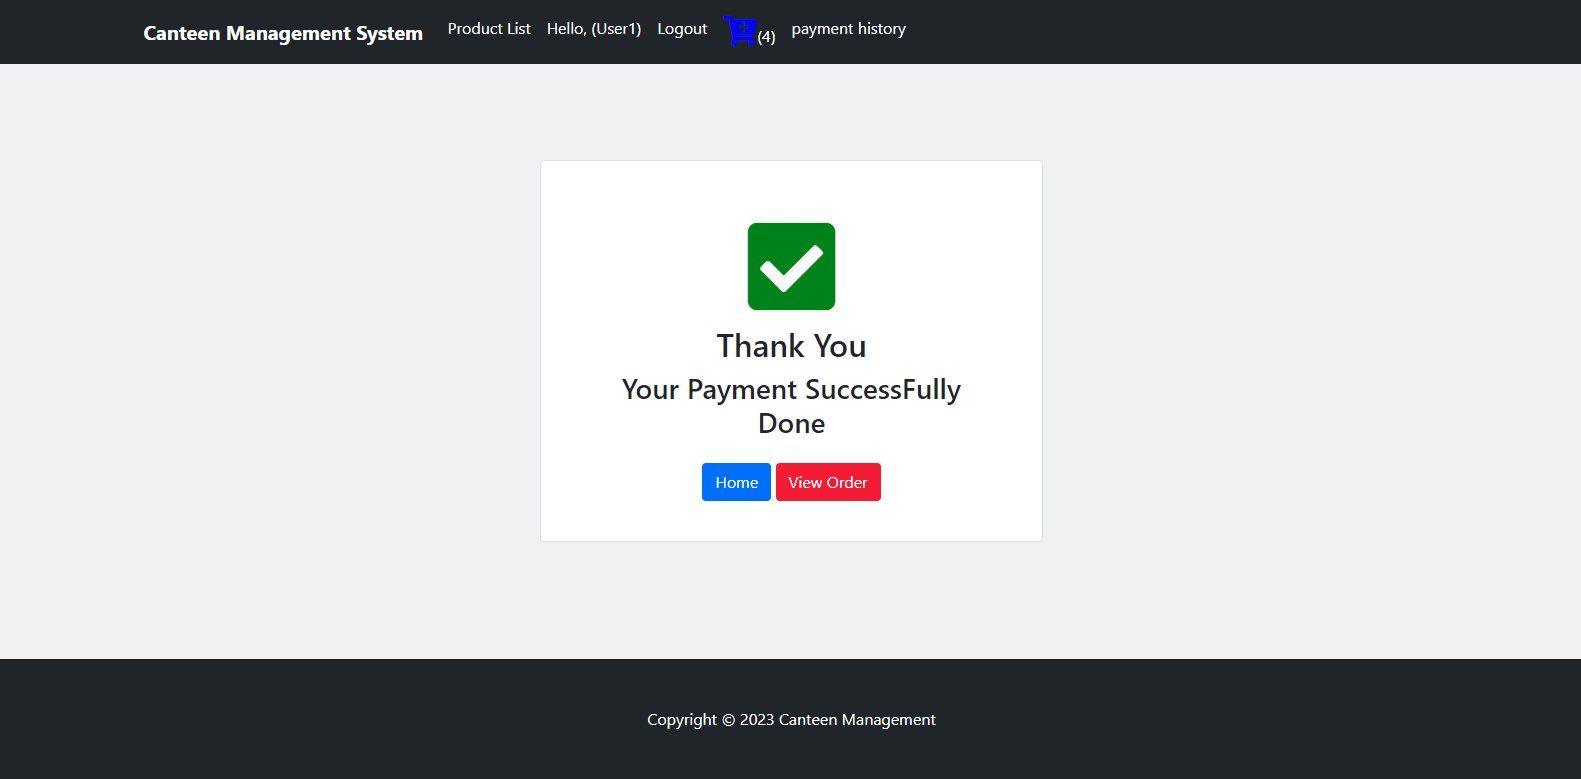 Canteen Management System Product List Hello, (User1) Logout (4) payment history
Thank You
Your Payment SuccessFully
Done
Home View Order
Copyright © 2023 Canteen Management